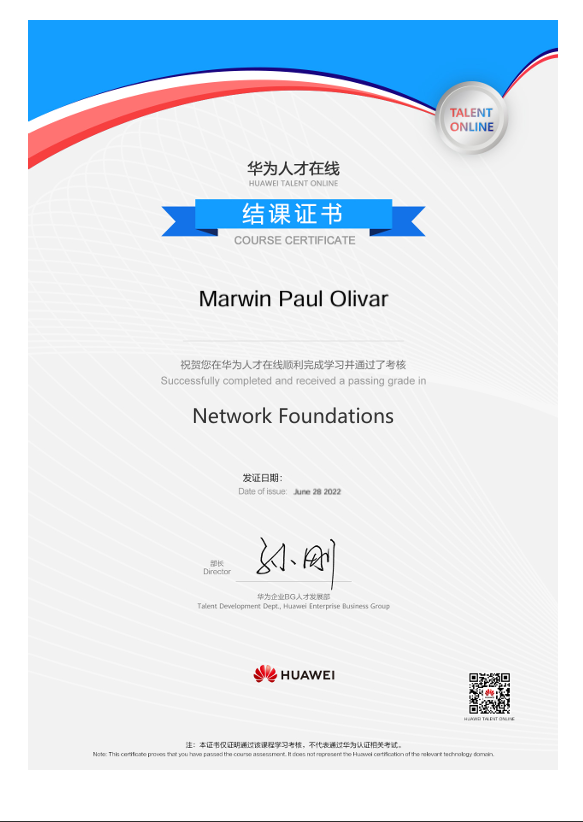 TALENT
ONLINE
华为人才在线
HUAWEI TALENT ONLINE
结课证书
COURSE CERTIFICATE
Marwin Paul Olivar
祝贺您在华为人才在线顺利完成学习并通过了考核
Successfully completed and received a passing grade in
Network Foundations
发证日期：
Date of issue: June 28 2022
部长
Director
孙小刚
华为企业BG人才发展部
Talent Development Dept., Huawei Enterprise Business Group
HUAWEI
HUAWEI TALENT ONLINE
注：本证书仅证明通过该课程学习考核，不代表通过华为认证相关考试。
Note: This certificate proves that you have passed the course assessment. It does not represent the Huawei certification of the relevant technology domain.